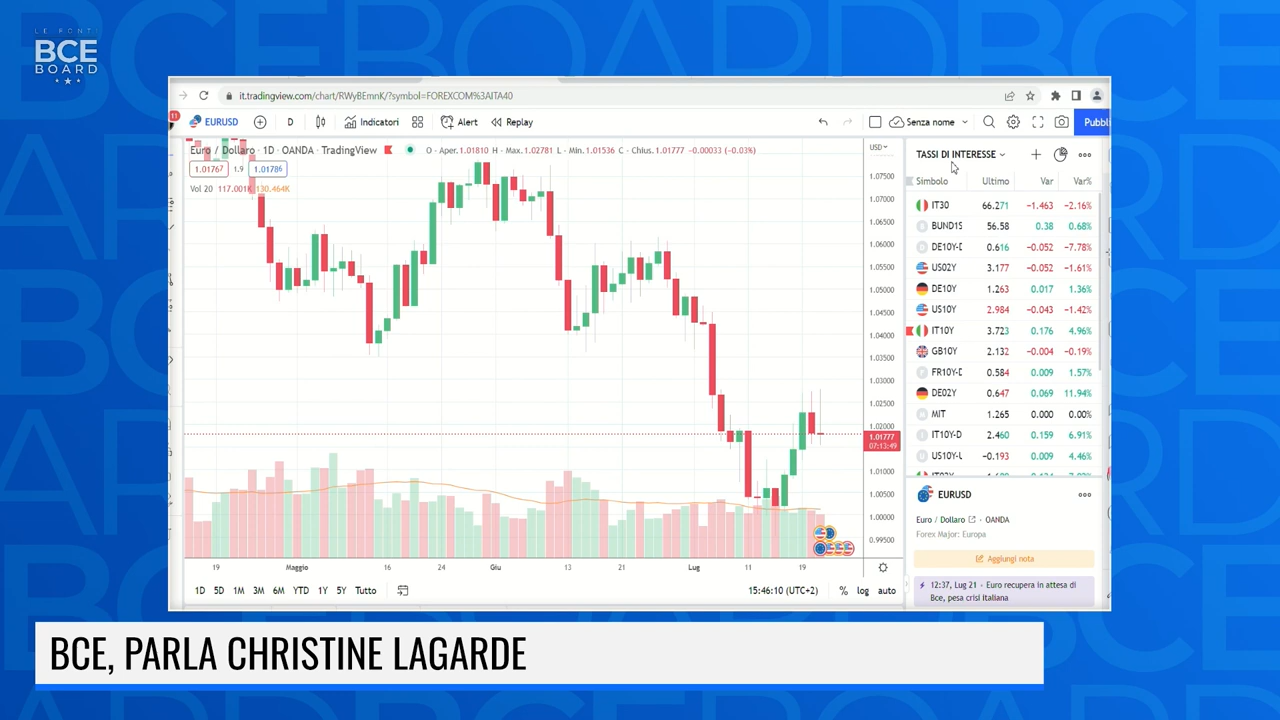 LE FONTI
BCE
BOARD
it.tradingview.com/chart/RWyBEmnK/?symbol=FOREXCOM%3AITA40
11
EURUSD
D
Indicatori
Alert
Replay
Senza nome
Pubbli
Euro / Dollaro · 1D · OANDA · TradingView
O - Aper.1.01810 H - Max.1.02781 L - Min.1.01536 C - Chius.1.01777 −0.00033 (−0.03%)
1.01767 1.9 1.01786
Vol 20 117.001K 130.464K
USD
1.07500
1.07000
1.06500
1.06000
1.05500
1.05000
1.04500
1.04000
1.03500
1.03000
1.02500
1.02000
1.01777
07:13:49
1.01000
1.00500
1.00000
0.99500
19 Maggio 16 24 Giu 13 21 Lug 11 19
1D 5D 1M 3M 6M YTD 1Y 5Y Tutto
15:46:10 (UTC+2) % log auto
TASSI DI INTERESSE
Simbolo Ultimo Var Var%
IT30 66.271 −1.463 −2.16%
BUND1S 56.58 0.38 0.68%
DE10Y-D 0.616 −0.052 −7.78%
US02Y 3.177 −0.052 −1.61%
DE10Y 1.263 0.017 1.36%
US10Y 2.984 −0.043 −1.42%
IT10Y 3.723 0.176 4.96%
GB10Y 2.132 −0.004 −0.19%
FR10Y-D 0.584 0.009 1.57%
DE02Y 0.647 0.069 11.94%
MIT 1.265 0.000 0.00%
IT10Y-D 2.460 0.159 6.91%
US10Y-U −0.193 0.009 4.46%
EURUSD
Euro / Dollaro · OANDA
Forex Major: Europa
Aggiungi nota
12:37, Lug 21 - Euro recupera in attesa di
Bce, pesa crisi italiana
BCE, PARLA CHRISTINE LAGARDE